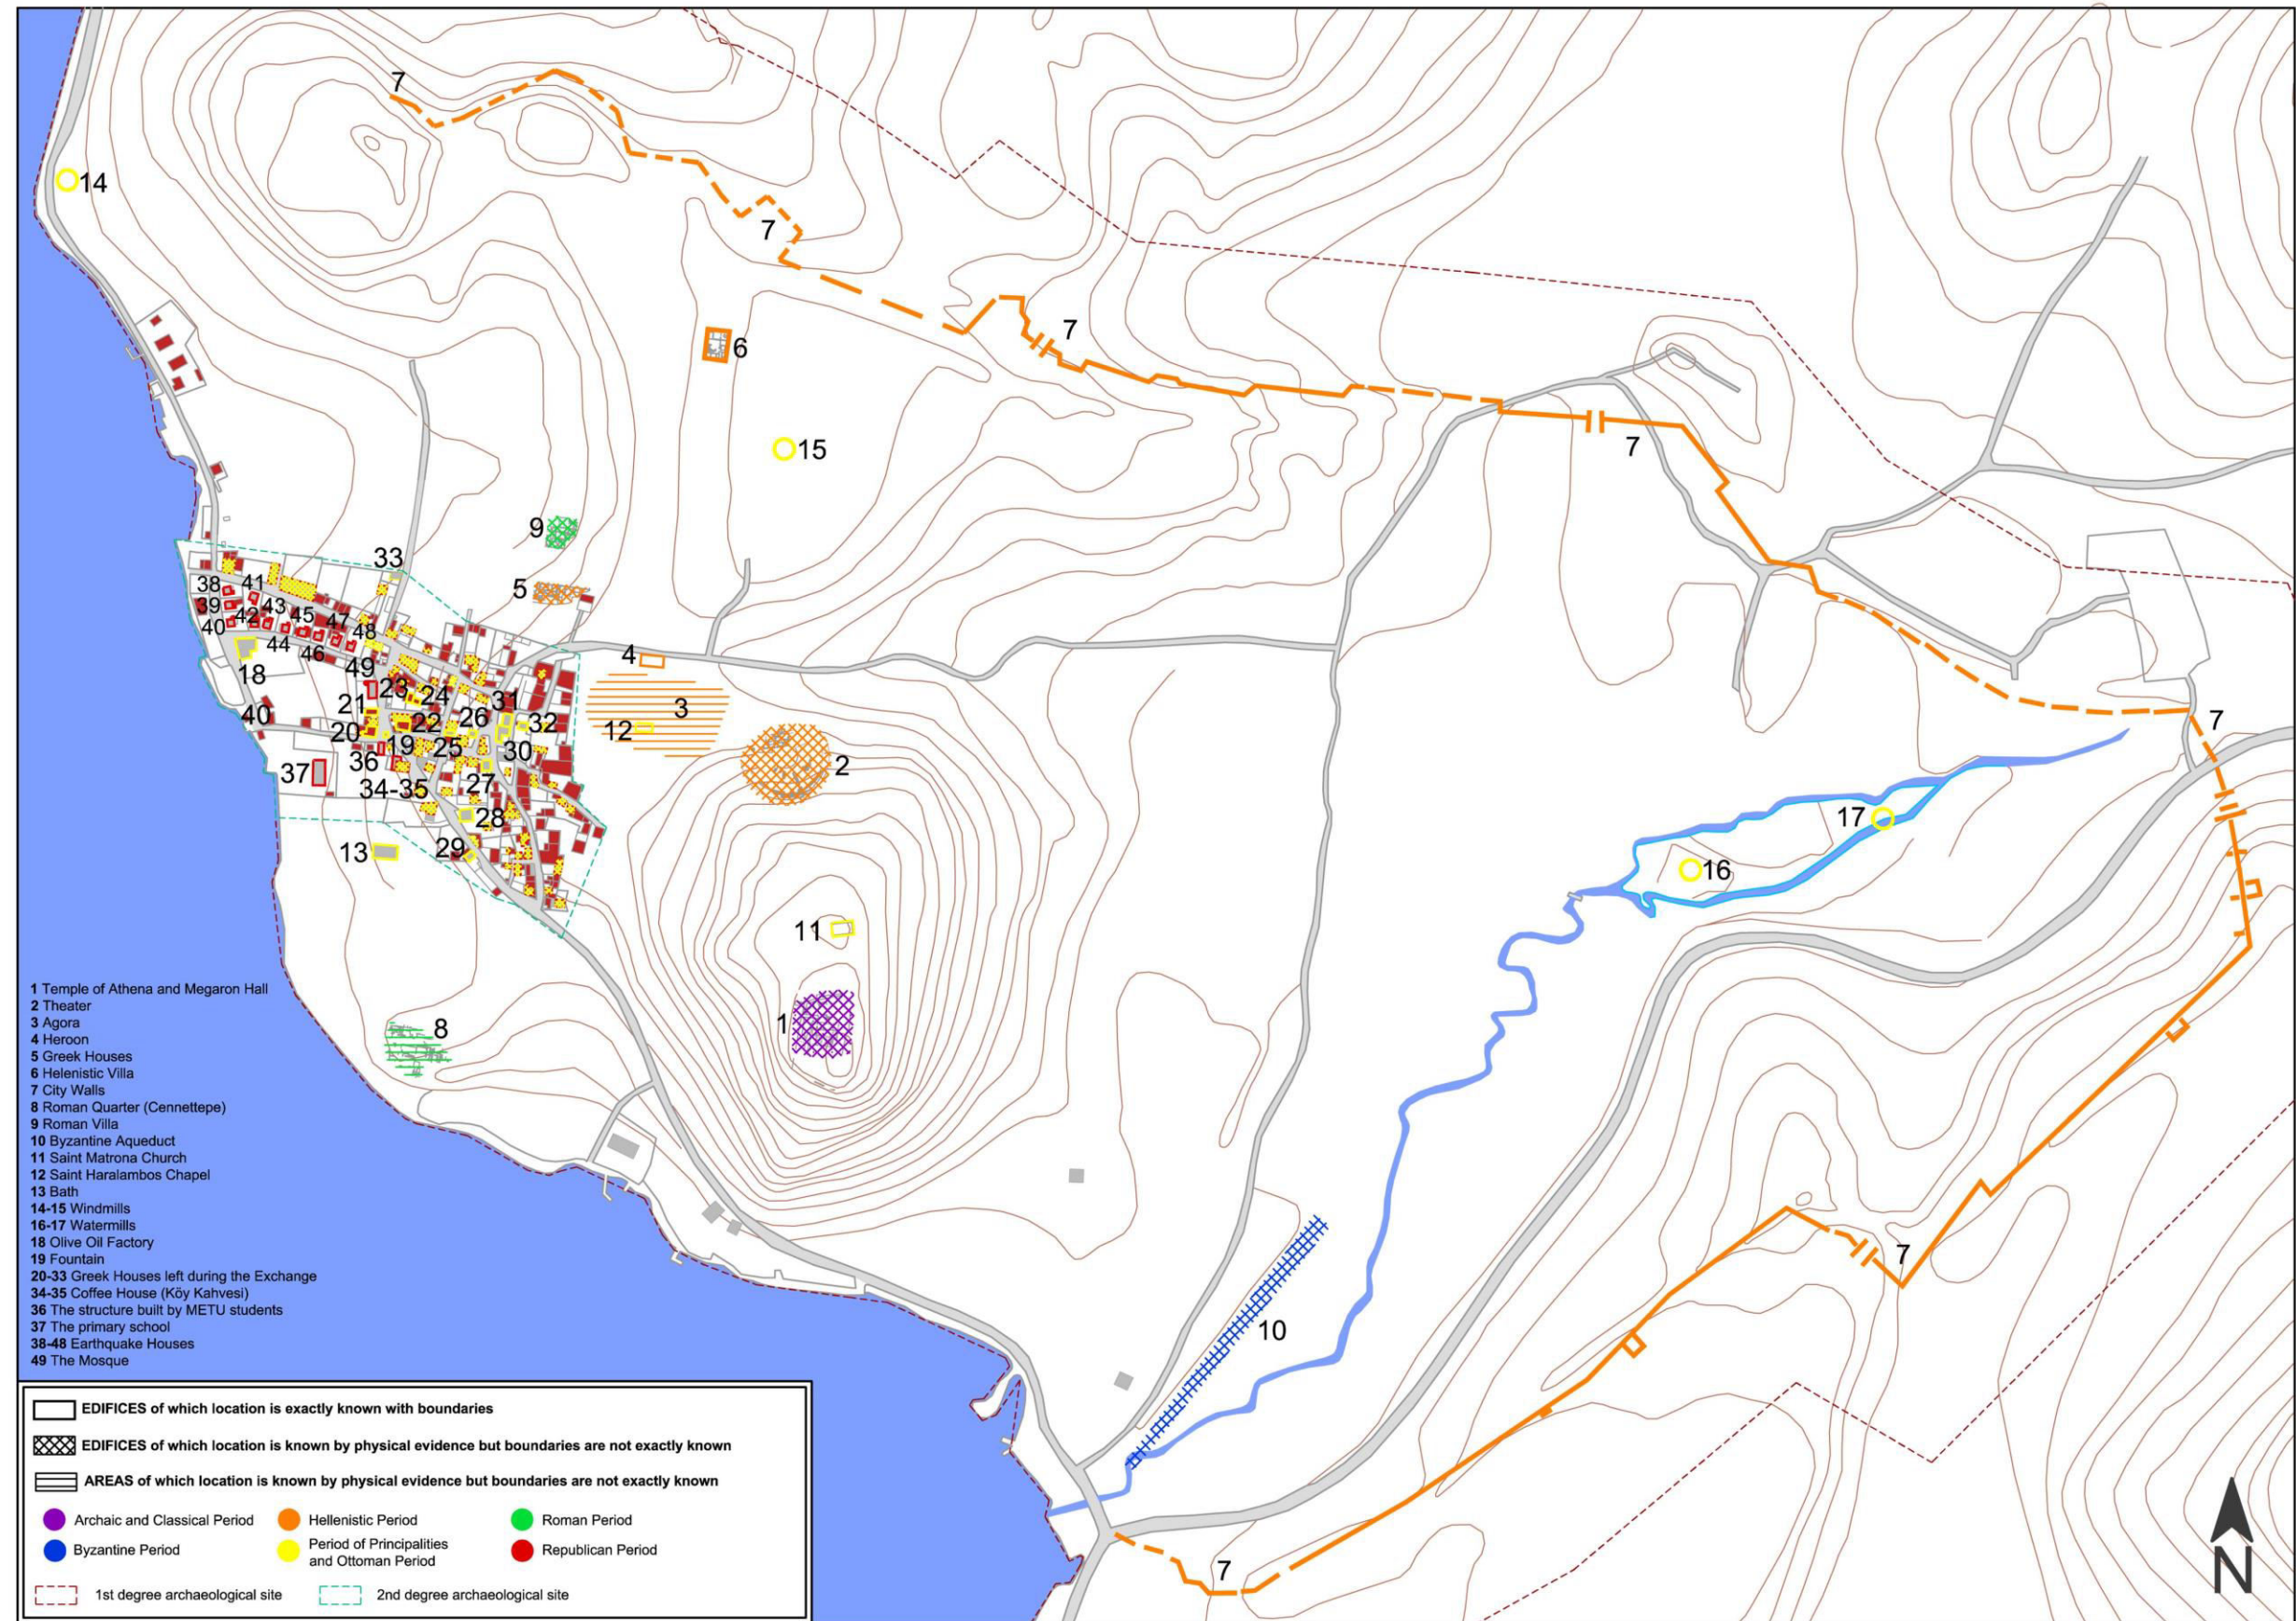 7
14
7
7
6
15
7
9
33
5
38
41
39
43
45
47
42
40
48
44
46
4
49
18
23
24
31
3
21
40
22
26
32
12
7
20
19
25
30
2
36
37
34-35
27
28
17
13
29
16
11
1 Temple of Athena and Megaron Hall
2 Theater
3 Agora
4 Heroon
5 Greek Houses
6 Helenistic Villa
7 City Walls
8 Roman Quarter (Cennettepe)
9 Roman Villa
10 Byzantine Aqueduct
11 Saint Matrona Church
12 Saint Haralambos Chapel
13 Bath
14-15 Windmills
16-17 Watermills
18 Olive Oil Factory
19 Fountain
20-33 Greek Houses left during the Exchange
34-35 Coffee House (Köy Kahvesi)
36 The structure built by METU students
37 The primary school
38-48 Earthquake Houses
49 The Mosque
8
1
7
10
7
EDIFICES of which location is exactly known with boundaries
EDIFICES of which location is known by physical evidence but boundaries are not exactly known
AREAS of which location is known by physical evidence but boundaries are not exactly known
Archaic and Classical Period
Hellenistic Period
Roman Period
Byzantine Period
Period of Principalities
and Ottoman Period
Republican Period
1st degree archaeological site
2nd degree archaeological site
N